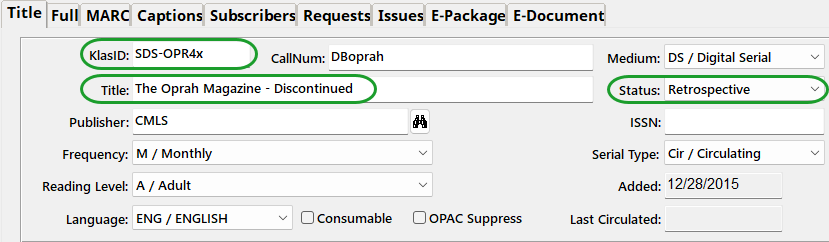 Title Full MARC Captions Subscribers Requests Issues E-Package E-Document
KlasID: SDS-OPR4x CallNum: DBoprah Medium: DS / Digital Serial
Title: The Oprah Magazine - Discontinued Status: Retrospective
Publisher: CMLS ISSN:
Frequency: M / Monthly Serial Type: Cir / Circulating
Reading Level: A / Adult Added: 12/28/2015
Language: ENG / ENGLISH Consumable OPAC Suppress Last Circulated: